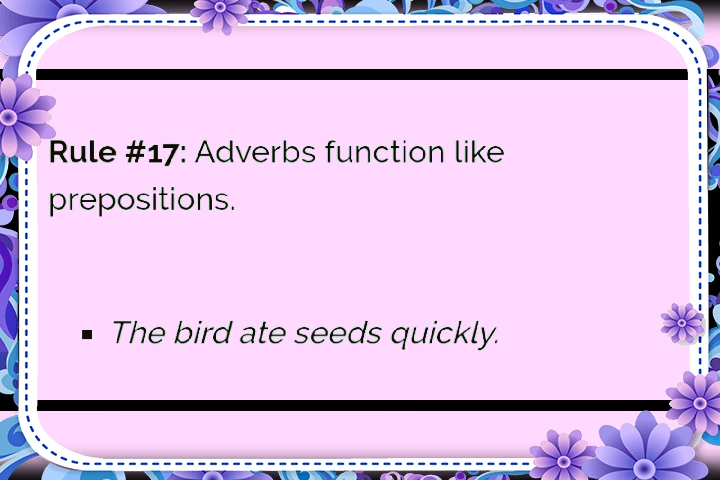 Rule #17: Adverbs function like
prepositions.
▪ The bird ate seeds quickly.